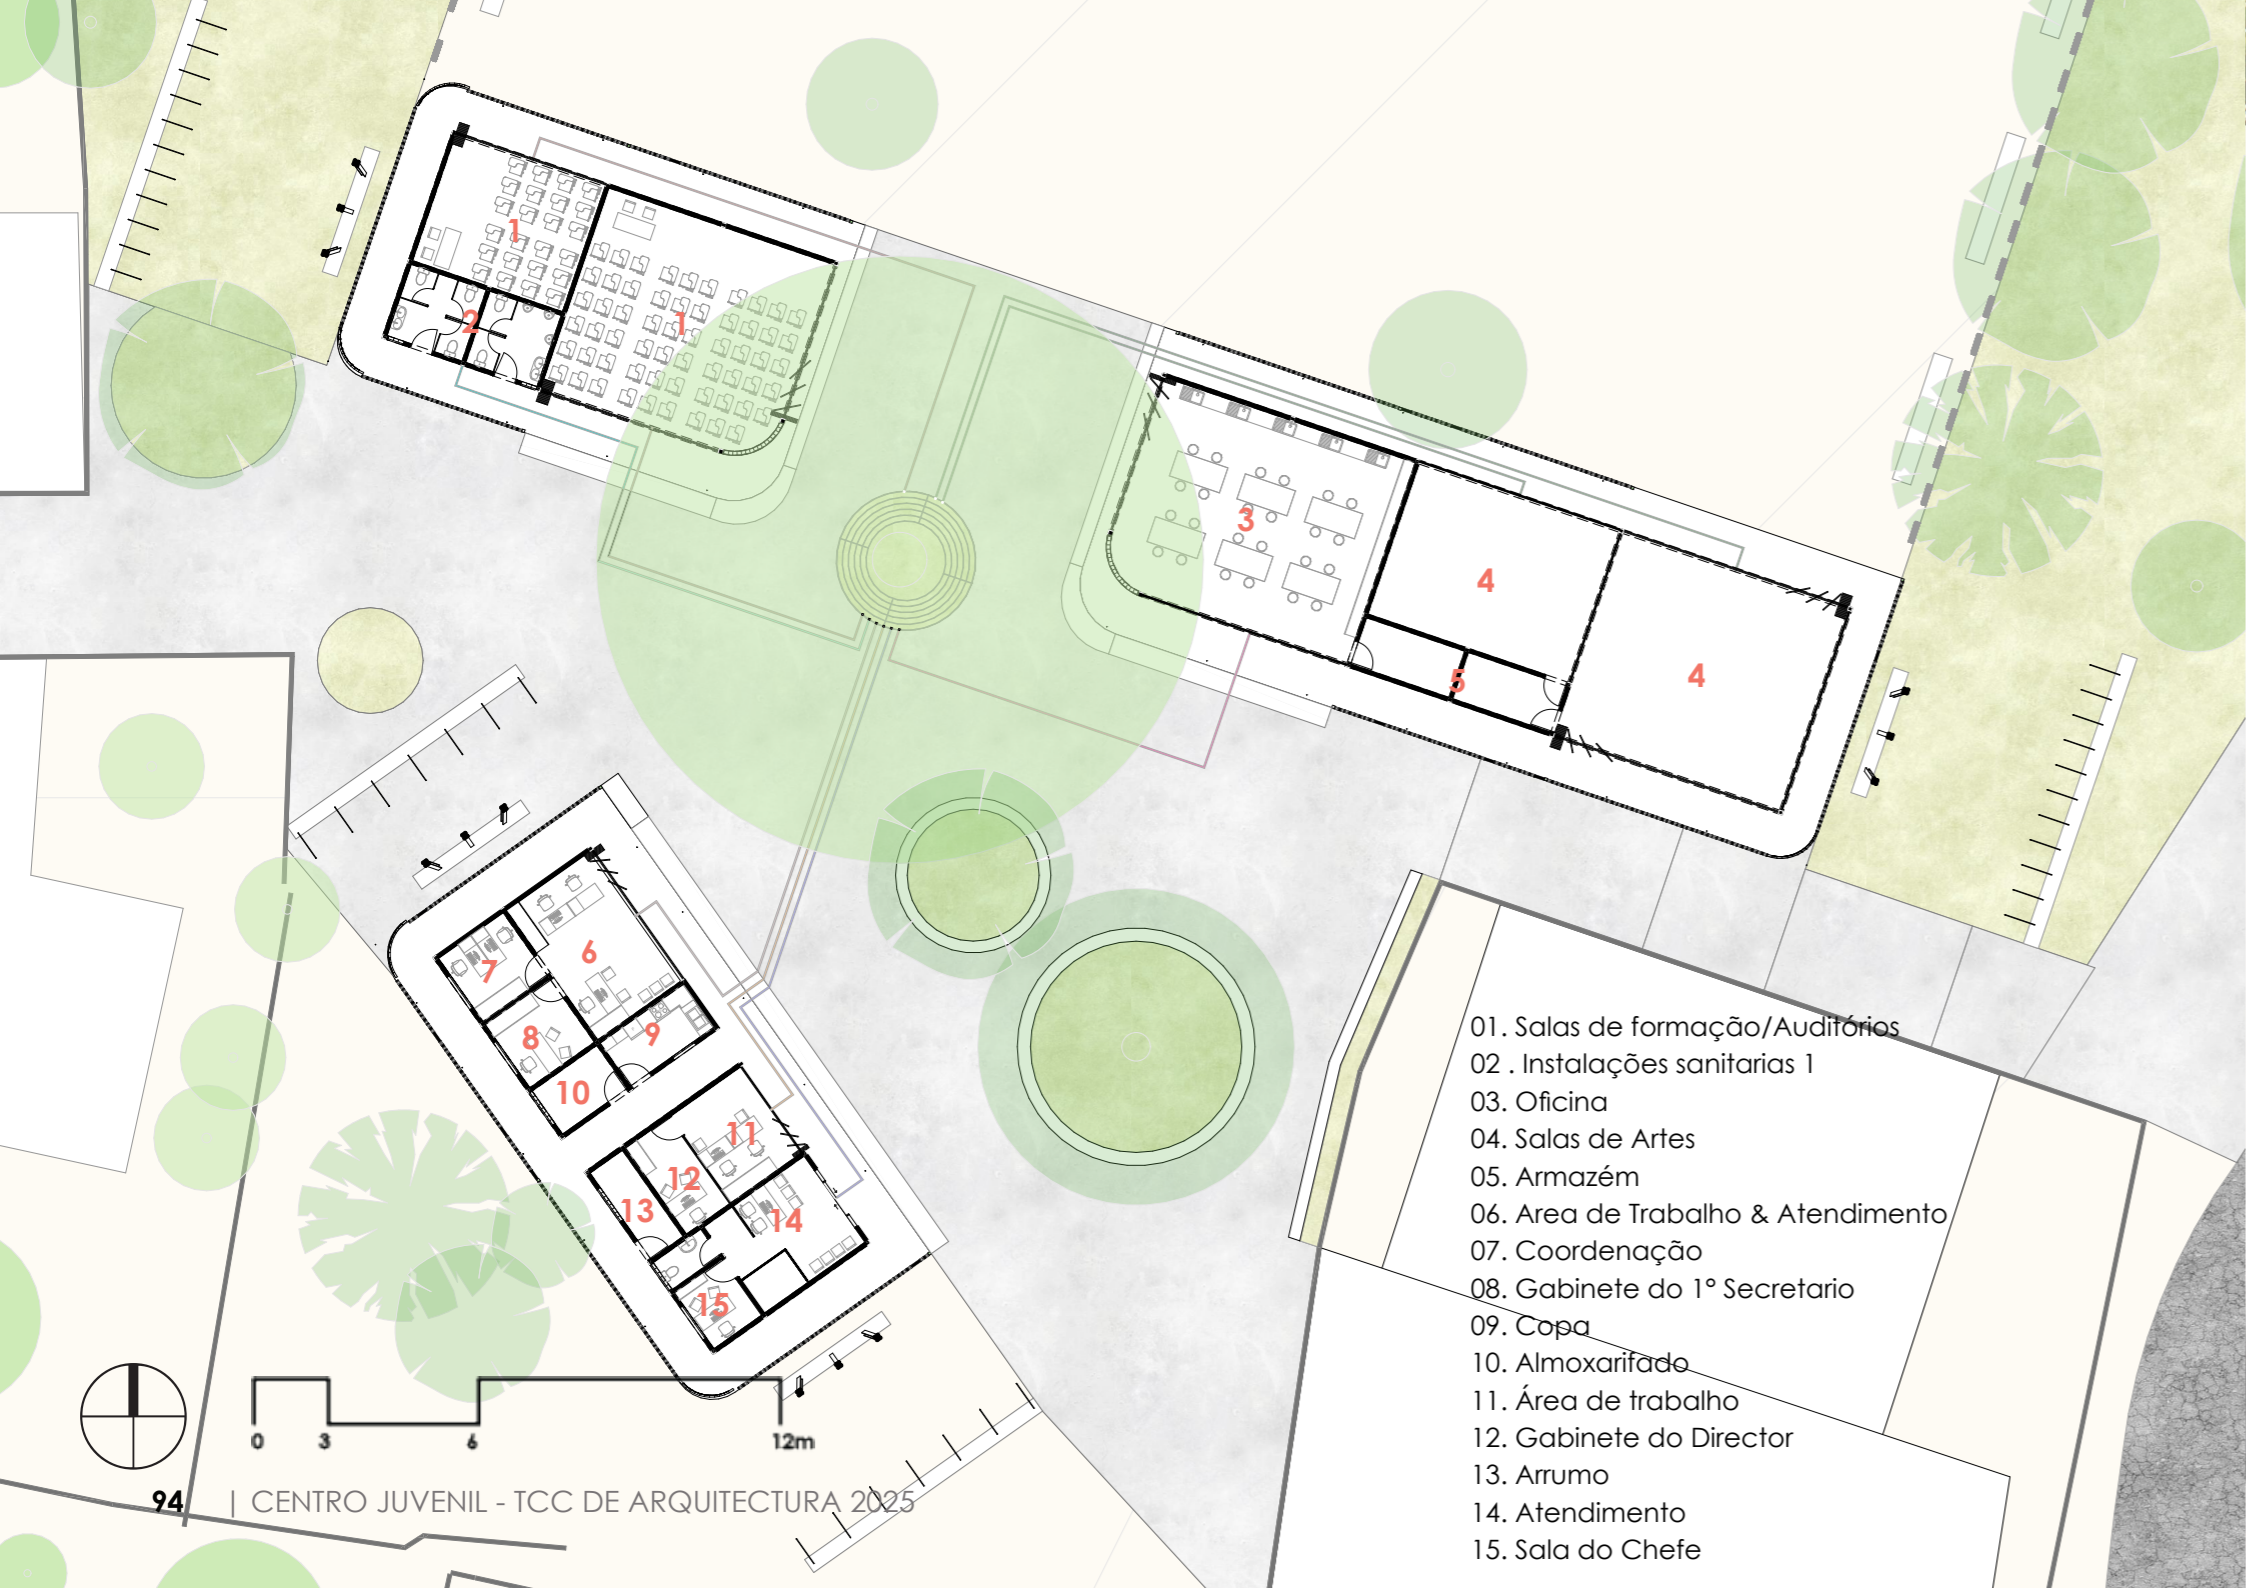 1
1
2
3
4
4
5
6
7
8
9
10
11
12
13
14
15
01. Salas de formação/Auditórios
02 . Instalações sanitarias 1
03. Oficina
04. Salas de Artes
05. Armazém
06. Area de Trabalho & Atendimento
07. Coordenação
08. Gabinete do 1° Secretario
09. Copa
10. Almoxarifado
11. Área de trabalho
12. Gabinete do Director
13. Arrumo
14. Atendimento
15. Sala do Chefe
0 3 6 12m
94 | CENTRO JUVENIL - TCC DE ARQUITECTURA 2025